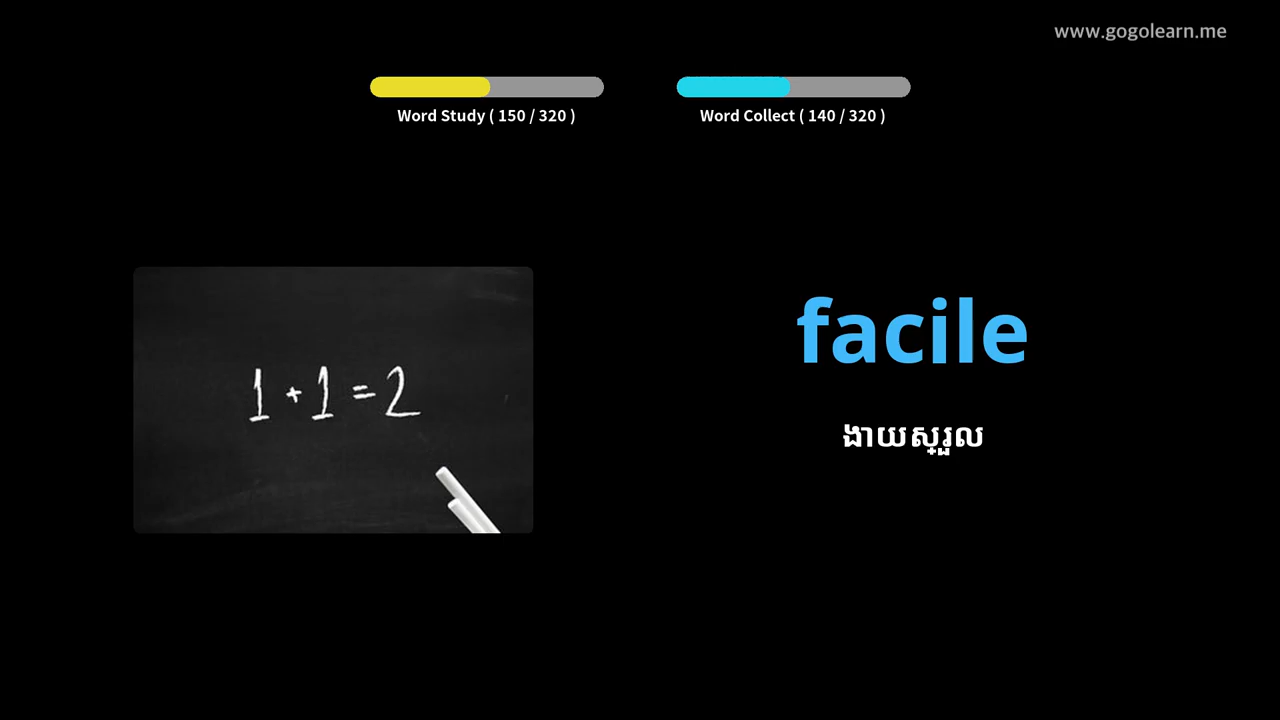 www.gogolearn.me
Word Study ( 150 / 320 )
Word Collect ( 140 / 320 )
1 + 1 = 2
facile
ងាយស្រួល